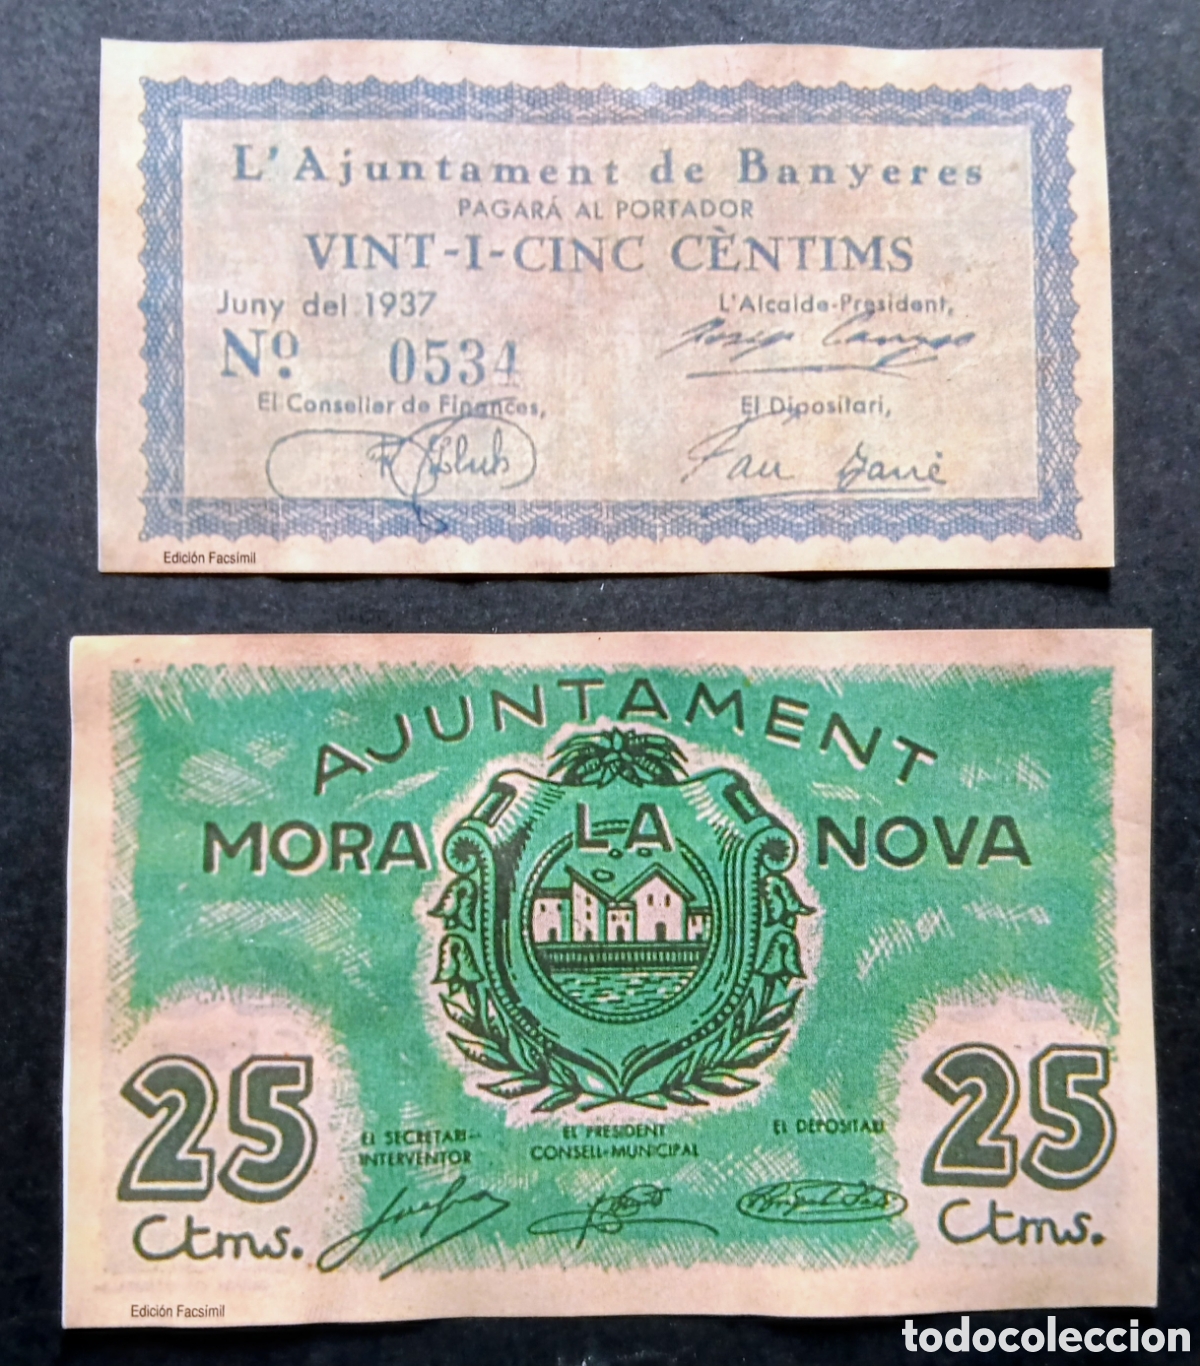 L'Ajuntament de Banyeres
PAGARÁ AL PORTADOR
VINT-I-CINC CÈNTIMS
Juny del 1937
L'Alcalde-President,
Nº. 0534
El Conseller de Finances,
El Dipositari,
Edición Facsímil
AJUNTAMENT
MORA LA NOVA
25 Ctms.
EL SECRETARI-
INTERVENTOR
EL PRESIDENT
CONSELL-MUNICIPAL
EL DEPOSITARI
25 Ctms.
Edición Facsímil
todocoleccion